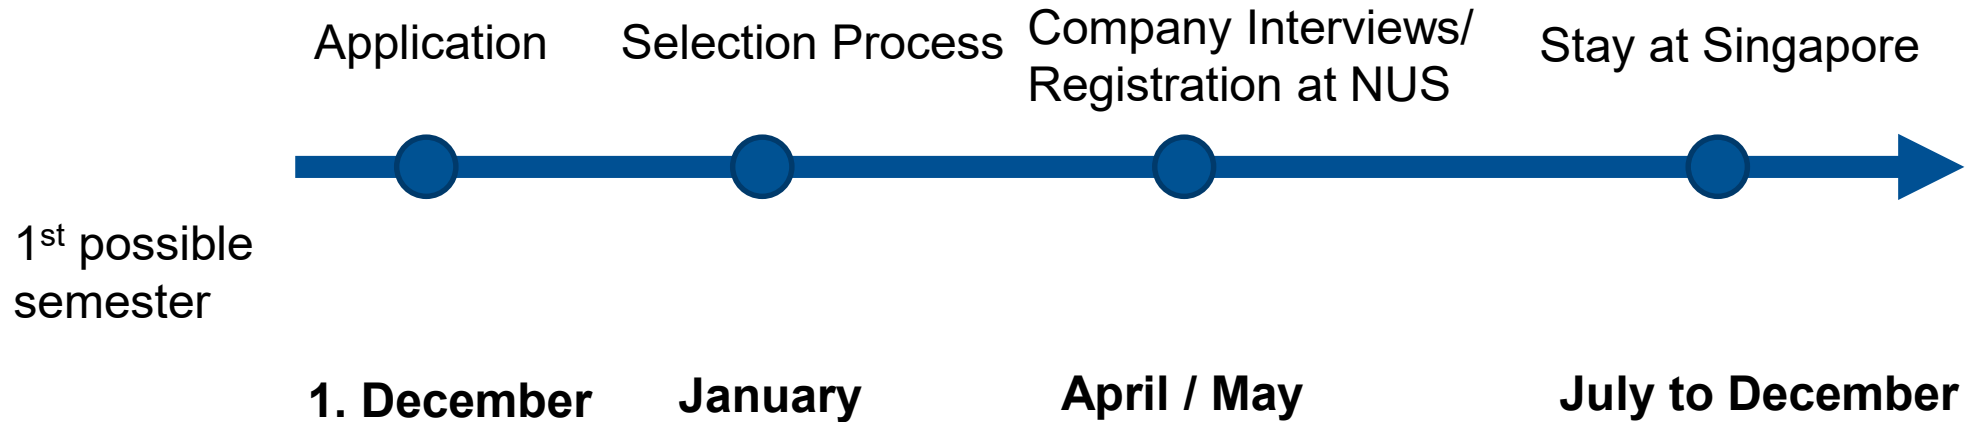 Application
Selection Process
Company Interviews/
Registration at NUS
Stay at Singapore
1st possible
semester
1. December
January
April / May
July to December